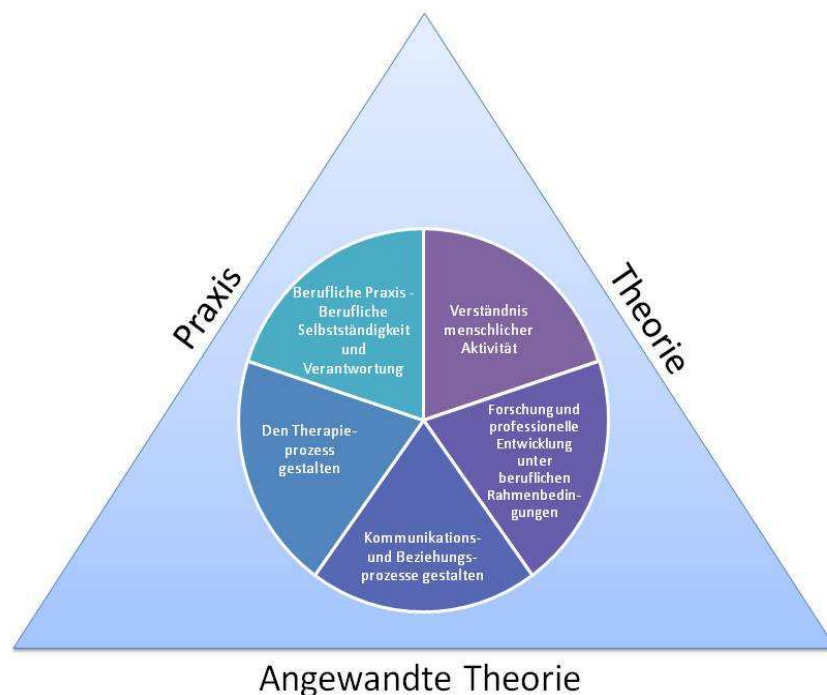 Praxis
Theorie
Berufliche Praxis -
Berufliche
Selbstständigkeit
und
Verantwortung
Verständnis
menschlicher
Aktivität
Den Therapie-
prozess
gestalten
Forschung und
professionelle
Entwicklung
unter
beruflichen
Rahmenbedin-
gungen
Kommunikations-
und Beziehungs-
prozesse gestalten
Angewandte Theorie